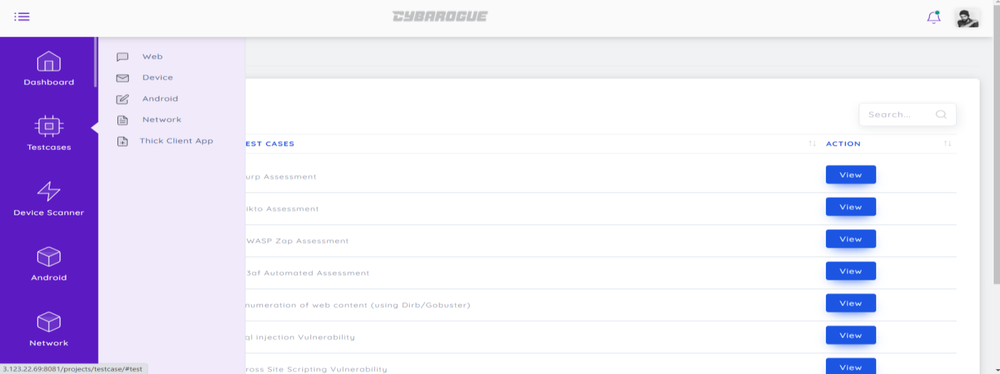 CYBAROGUE
Dashboard
Testcases
Device Scanner
Android
Network
Web
Device
Android
Network
Thick Client App
Search...
EST CASES
ACTION
urp Assessment
View
ikto Assessment
View
WASP Zap Assessment
View
3af Automated Assessment
View
numeration of web content (using Dirb/Gobuster)
View
ql injection Vulnerability
View
ross Site Scripting Vulnerability
View
3.123.22.69:8081/projects/testcase/#test